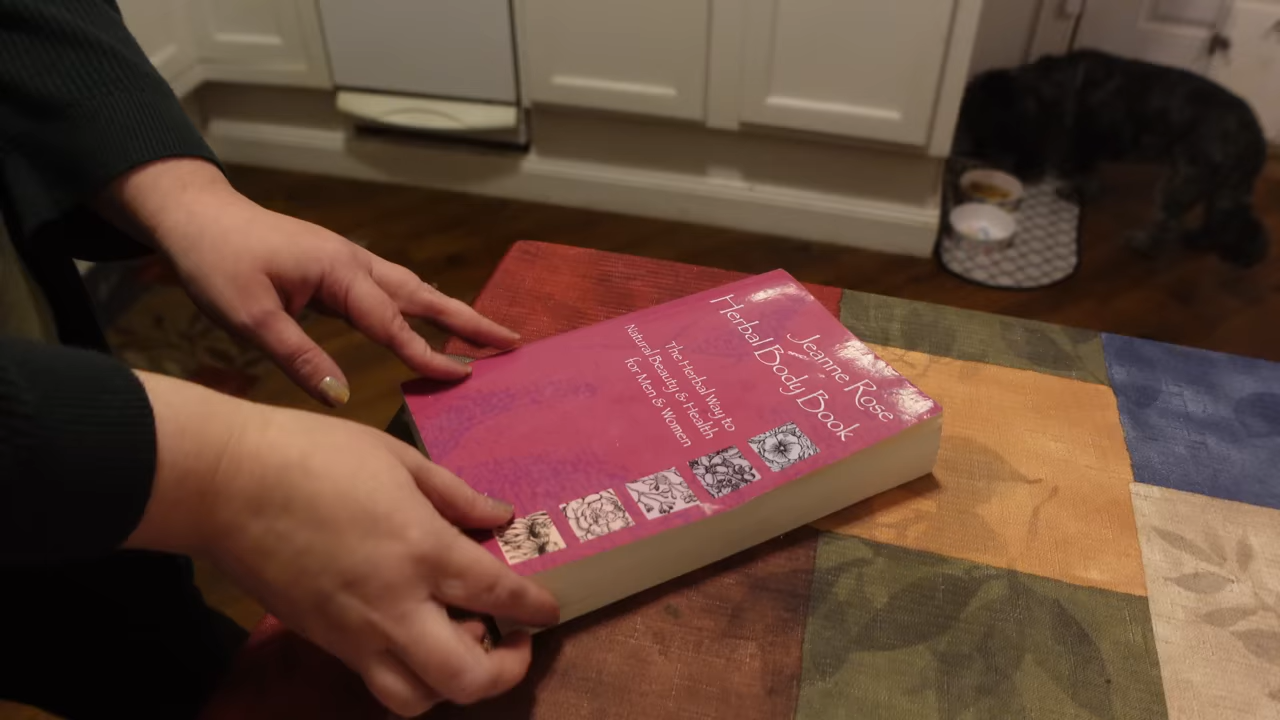 Jeanne Rose
Herbal Body Book
The Herbal Way to
Natural Beauty & Health
for Men & Women